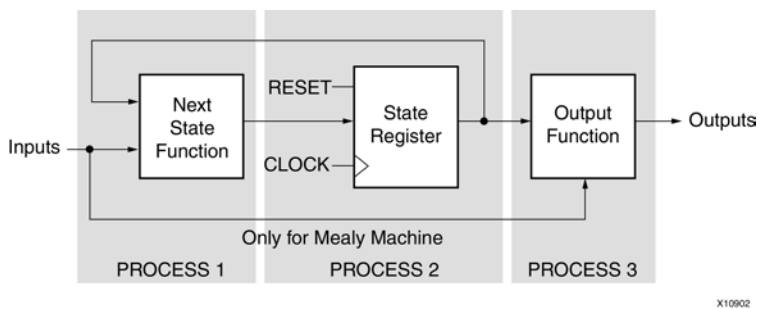 RESET
Next
State
Function
State
Register
Output
Function
Inputs
Outputs
CLOCK
Only for Mealy Machine
PROCESS 1
PROCESS 2
PROCESS 3
X10902